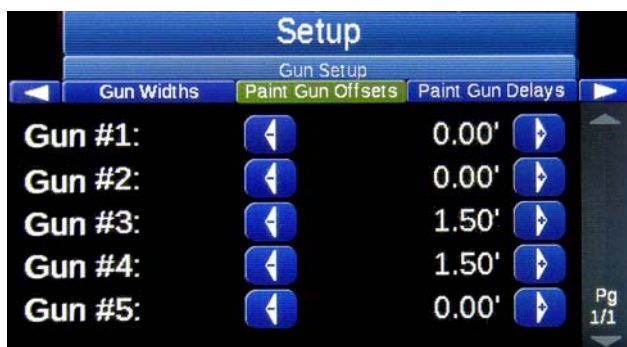 Setup
Gun Setup
Gun Widths Paint Gun Offsets Paint Gun Delays
Gun #1: - 0.00' +
Gun #2: - 0.00' +
Gun #3: - 1.50' +
Gun #4: - 1.50' +
Gun #5: - 0.00' +
Pg
1/1